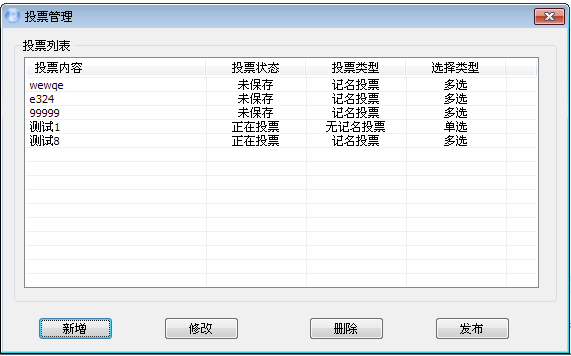 投票管理
投票列表
投票内容 投票状态 投票类型 选择类型
wewqe 未保存 记名投票 多选
e324 未保存 记名投票 多选
99999 未保存 记名投票 多选
测试1 正在投票 无记名投票 单选
测试8 正在投票 记名投票 多选
新增 修改 删除 发布